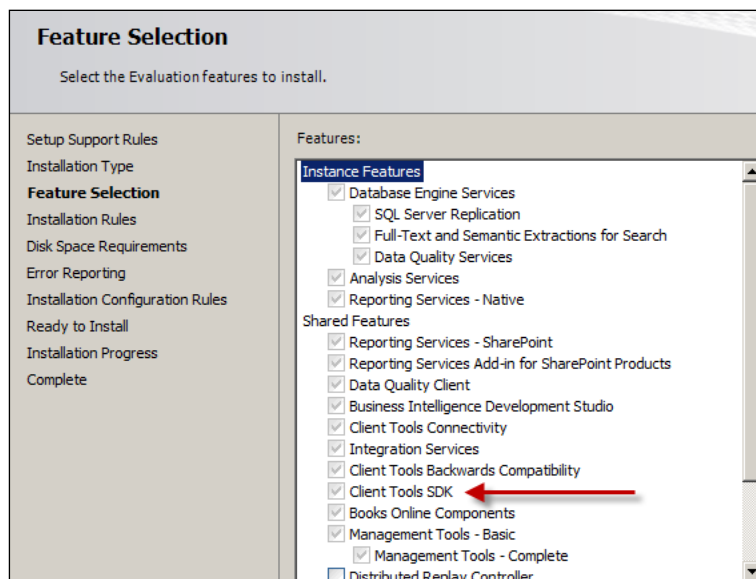 Feature Selection
Select the Evaluation features to install.
Setup Support Rules
Installation Type
Feature Selection
Installation Rules
Disk Space Requirements
Error Reporting
Installation Configuration Rules
Ready to Install
Installation Progress
Complete
Features:
Instance Features
Database Engine Services
SQL Server Replication
Full-Text and Semantic Extractions for Search
Data Quality Services
Analysis Services
Reporting Services - Native
Shared Features
Reporting Services - SharePoint
Reporting Services Add-in for SharePoint Products
Data Quality Client
Business Intelligence Development Studio
Client Tools Connectivity
Integration Services
Client Tools Backwards Compatibility
Client Tools SDK
Books Online Components
Management Tools - Basic
Management Tools - Complete
Distributed Replay Controller